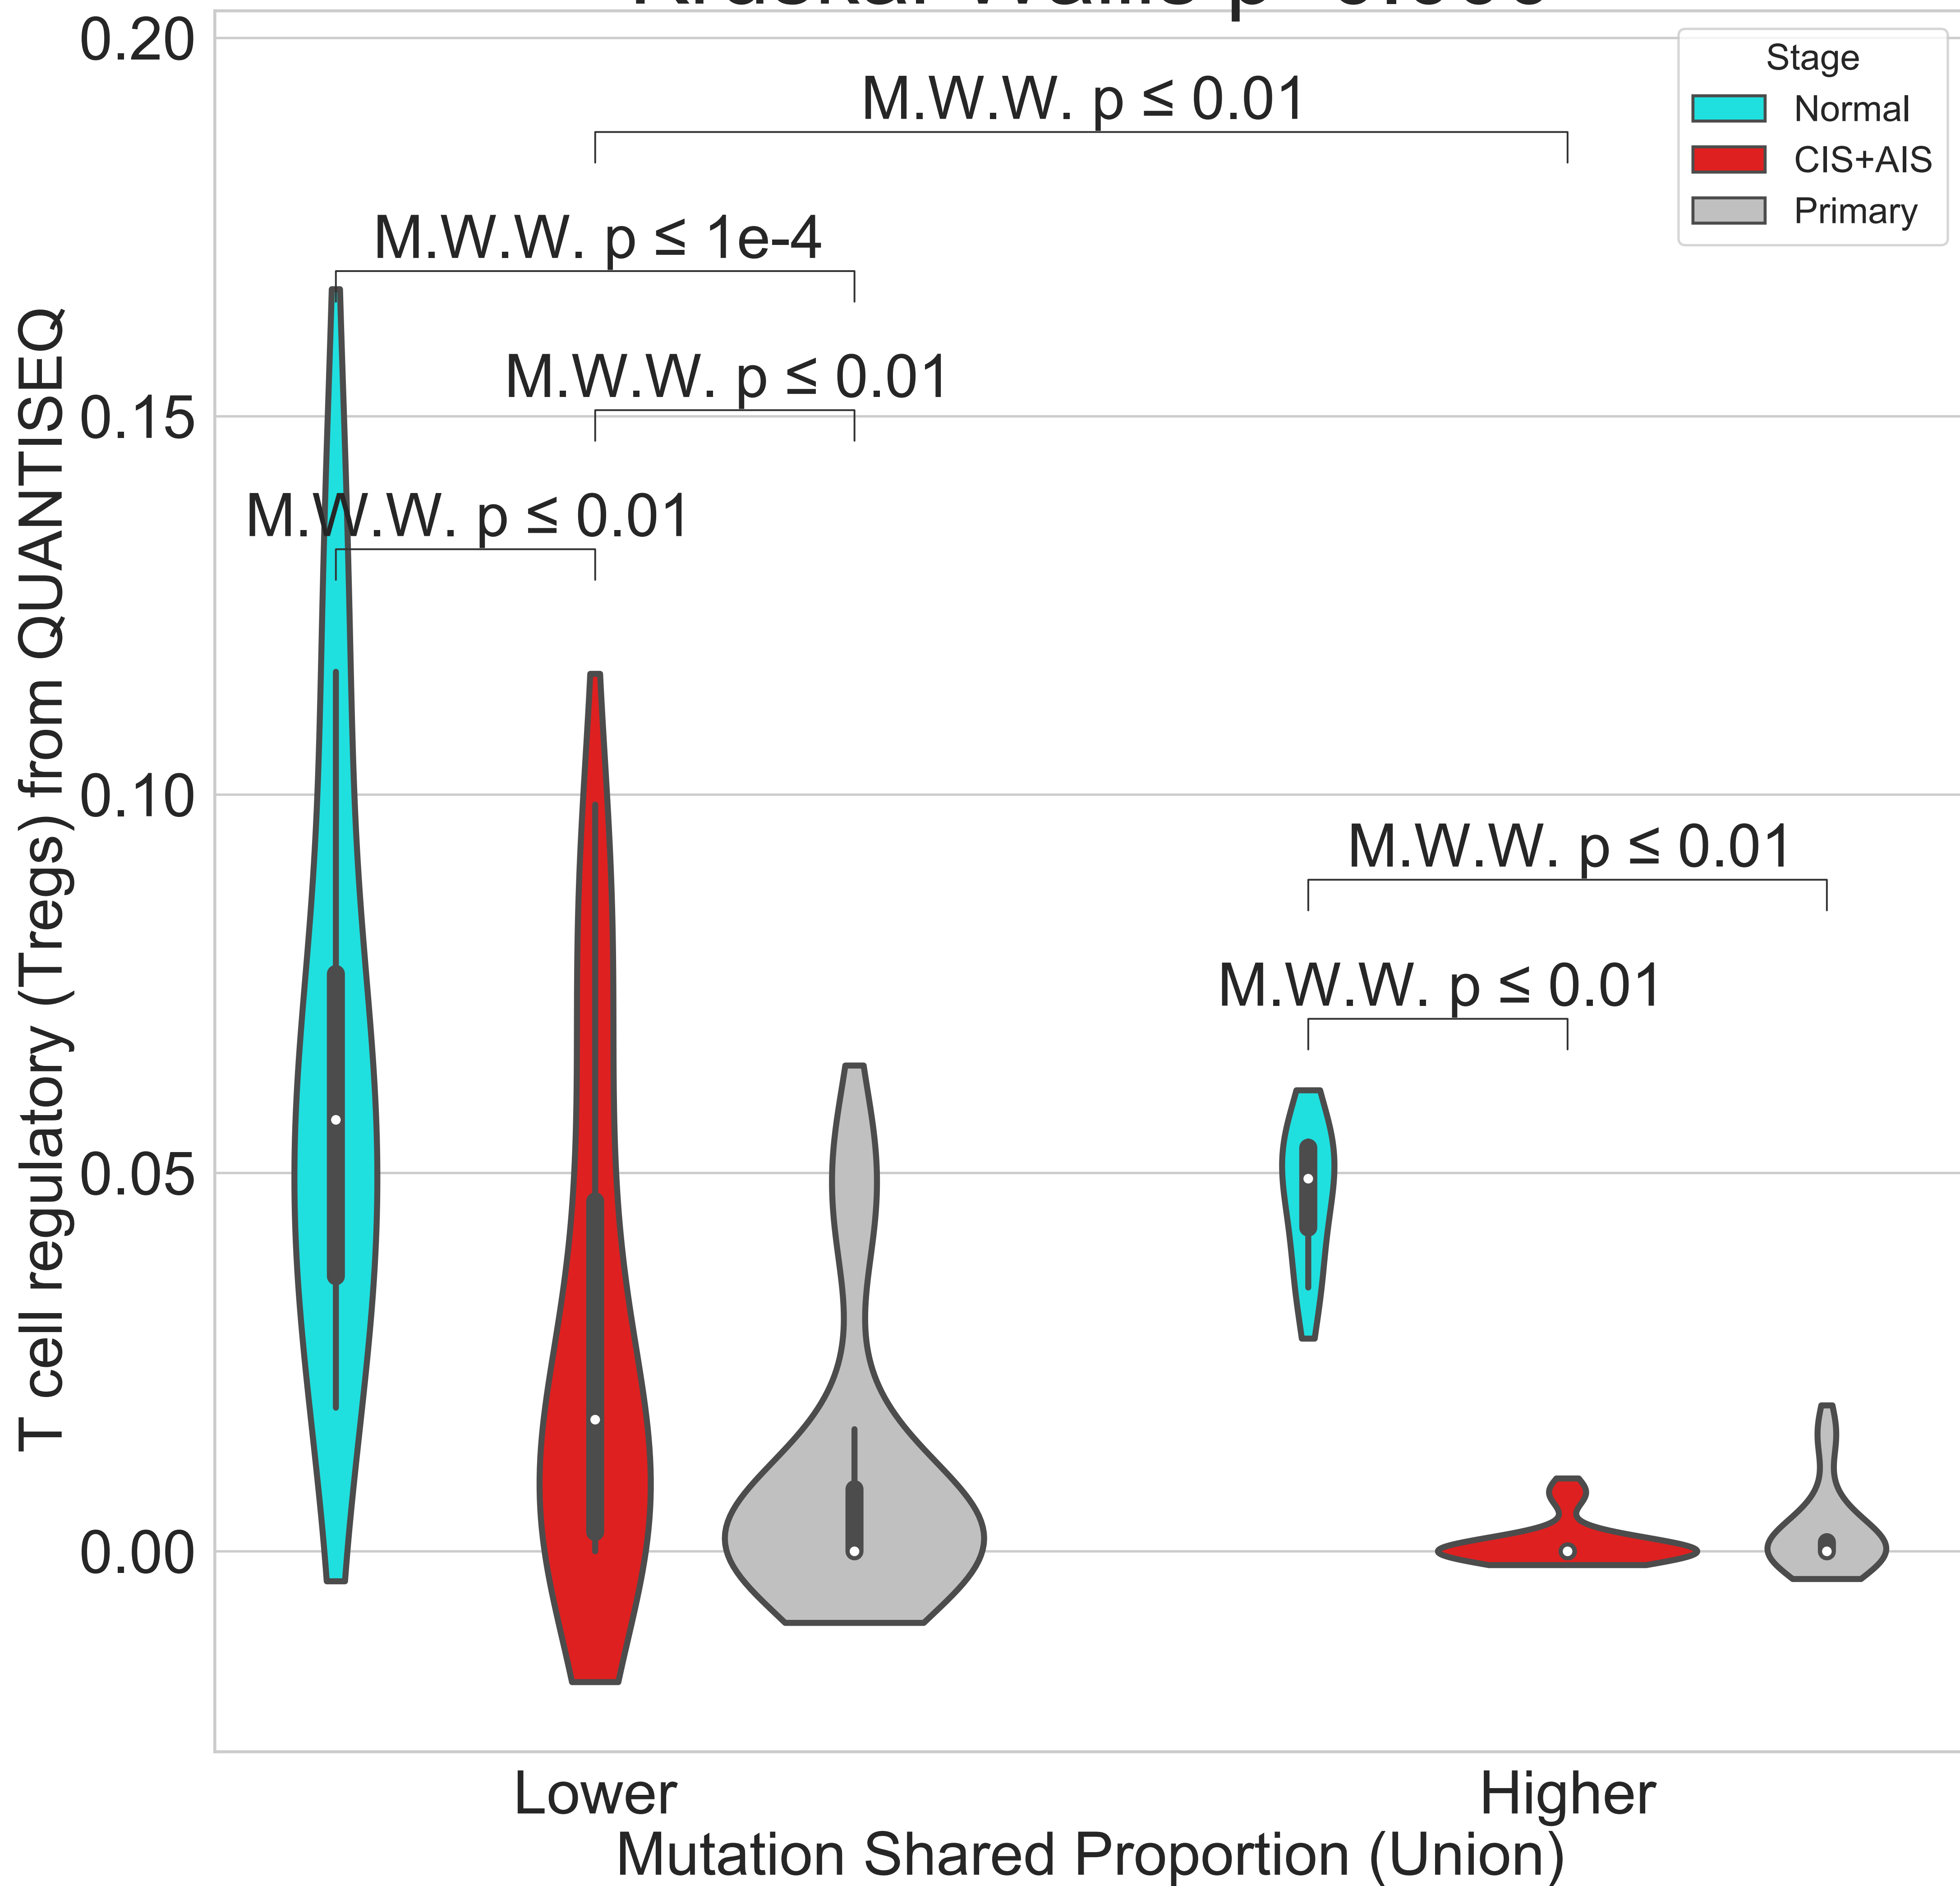 0.20
M.W.W. p ≤ 0.01
Stage
Normal
CIS+AIS
Primary
M.W.W. p ≤ 1e-4
M.W.W. p ≤ 0.01
0.15
M.W.W. p ≤ 0.01
T cell regulatory (Tregs) from QUANTISEQ
0.10
M.W.W. p ≤ 0.01
M.W.W. p ≤ 0.01
0.05
0.00
Lower
Higher
Mutation Shared Proportion (Union)